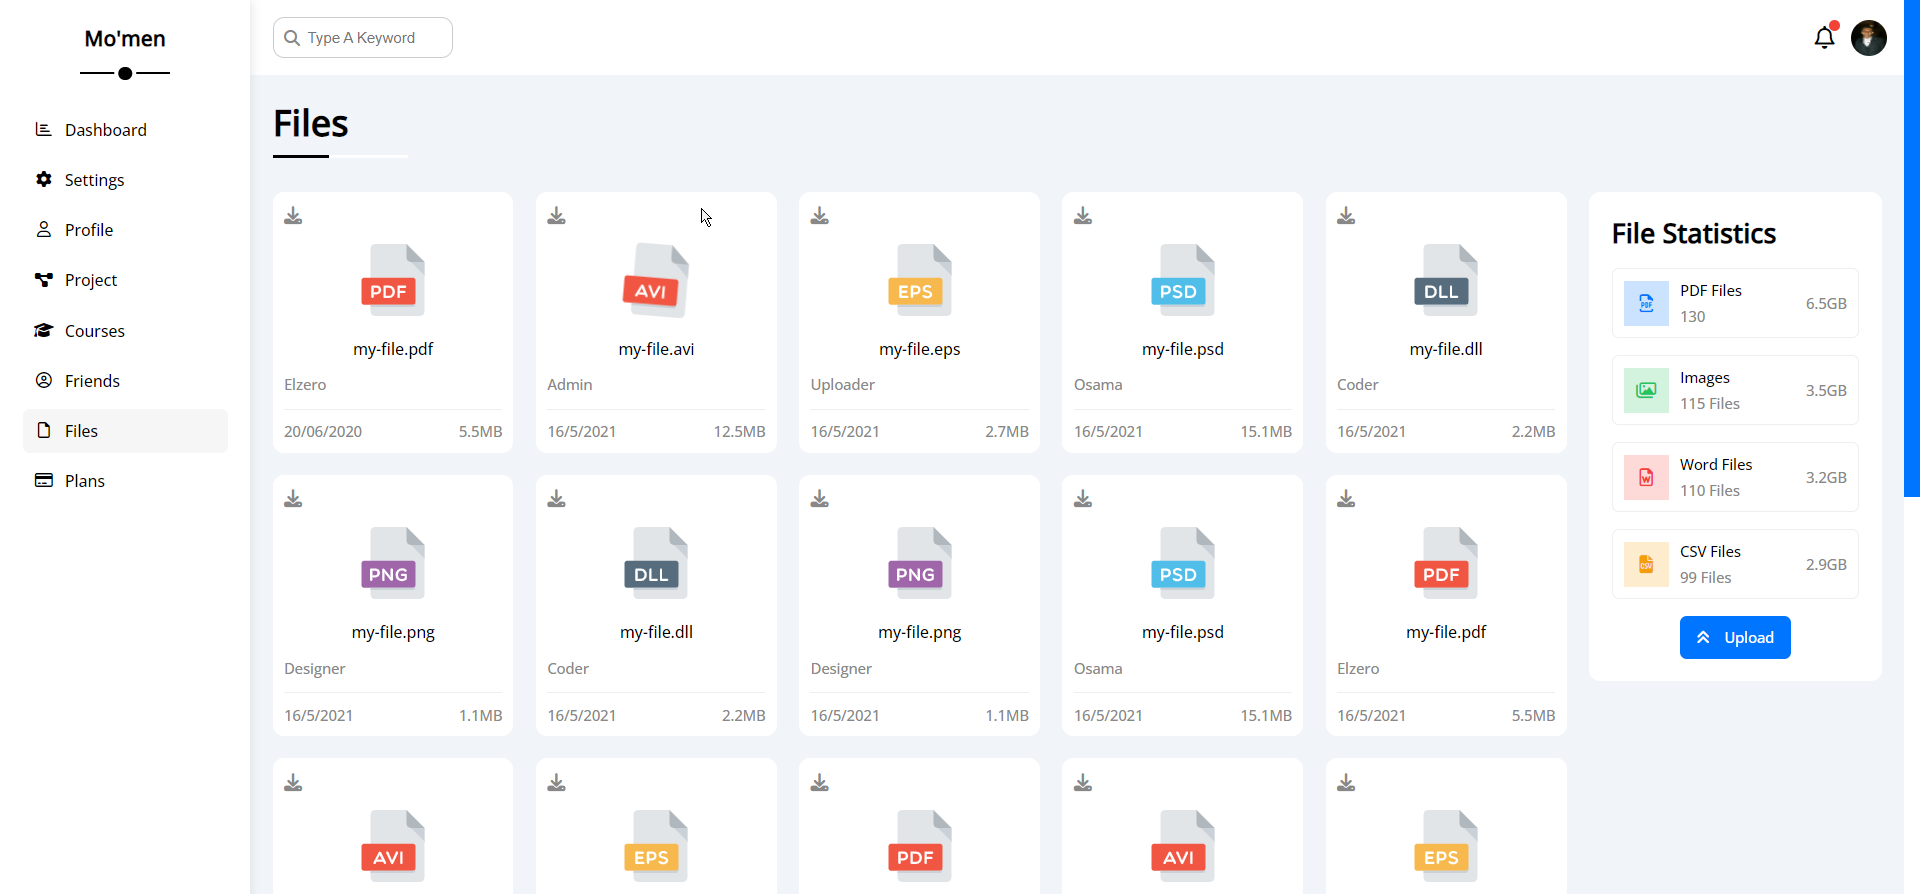 Mo'men
Type A Keyword
Dashboard
Settings
Profile
Project
Courses
Friends
Files
Plans
Files
PDF
my-file.pdf
Elzero
20/06/2020 5.5MB
AVI
my-file.avi
Admin
16/5/2021 12.5MB
EPS
my-file.eps
Uploader
16/5/2021 2.7MB
PSD
my-file.psd
Osama
16/5/2021 15.1MB
DLL
my-file.dll
Coder
16/5/2021 2.2MB
PNG
my-file.png
Designer
16/5/2021 1.1MB
DLL
my-file.dll
Coder
16/5/2021 2.2MB
PNG
my-file.png
Designer
16/5/2021 1.1MB
PSD
my-file.psd
Osama
16/5/2021 15.1MB
PDF
my-file.pdf
Elzero
16/5/2021 5.5MB
AVI
EPS
PDF
AVI
EPS
File Statistics
PDF
PDF Files
130
6.5GB
Images
115 Files
3.5GB
W
Word Files
110 Files
3.2GB
CSV
CSV Files
99 Files
2.9GB
Upload